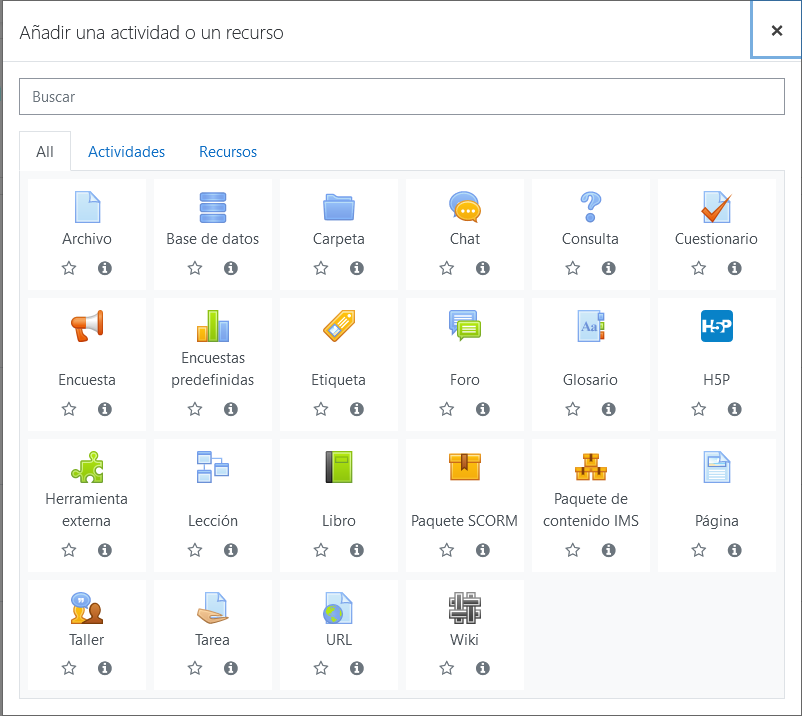 Añadir una actividad o un recurso
×
Buscar
All Actividades Recursos
Archivo Base de datos Carpeta Chat Consulta Cuestionario
Encuesta
Encuestas
predefinidas
Etiqueta
Foro
Aa
Glosario
H5P
H5P
Herramienta
externa
Lección
Libro
Paquete SCORM
Paquete de
contenido IMS
Página
Taller Tarea URL Wiki